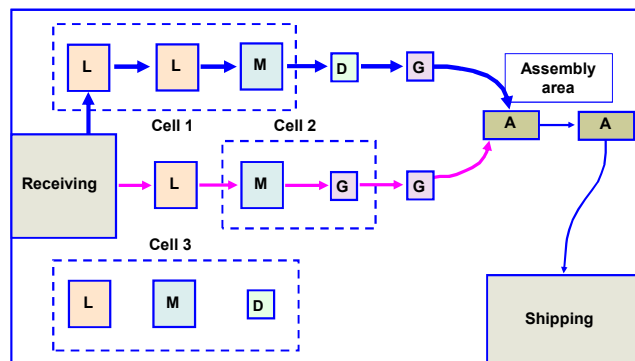 L
L
M
D
G
Assembly
area
Cell 1
Cell 2
A
A
Receiving
L
M
G
G
Cell 3
L
M
D
Shipping